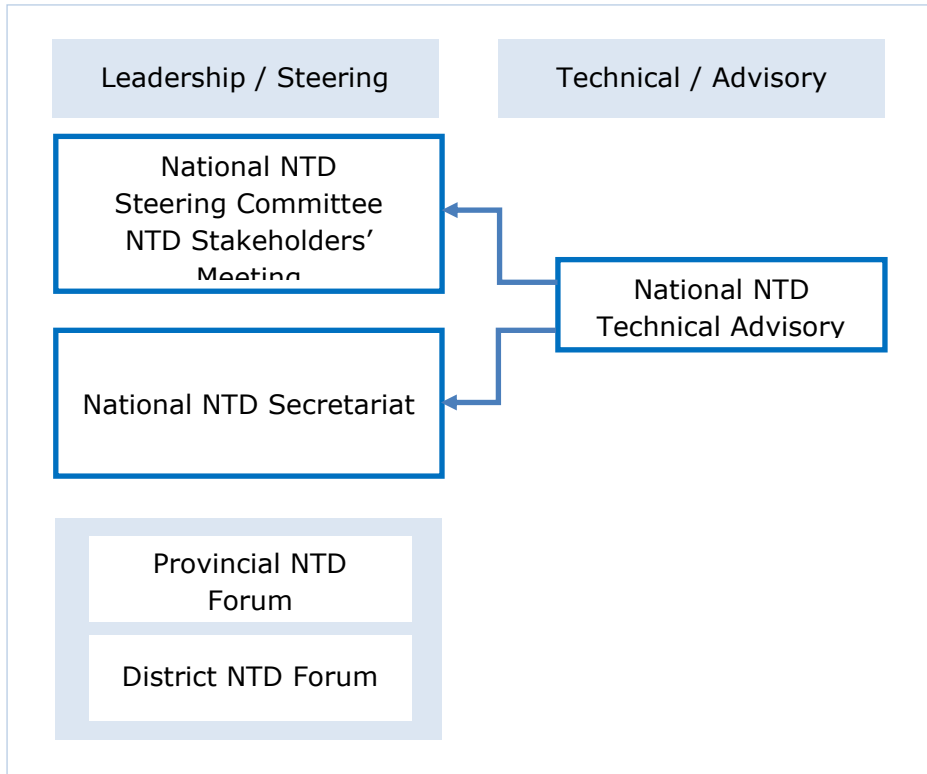 Leadership / Steering
Technical / Advisory
National NTD
Steering Committee
NTD Stakeholders’
Meeting
National NTD
Technical Advisory
National NTD Secretariat
Provincial NTD
Forum
District NTD Forum